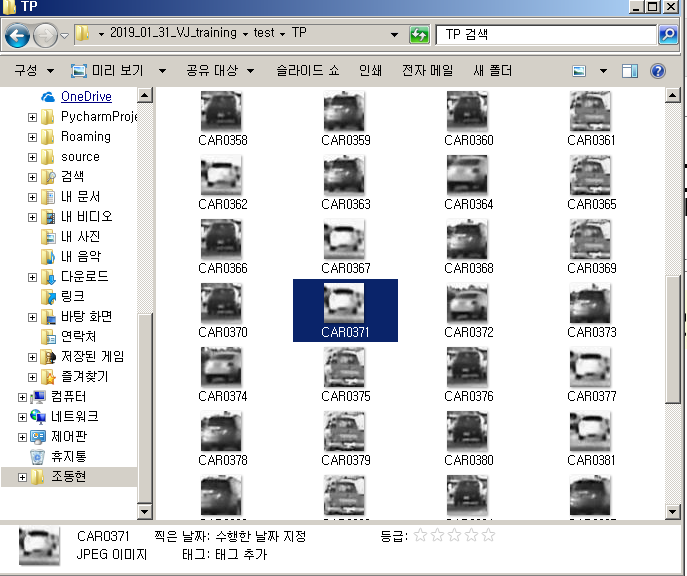 TP
2019_01_31_VJ_training test TP
TP 검색
구성 미리 보기 공유 대상 슬라이드 쇼 인쇄 전자 메일 새 폴더
OneDrive
PycharmProje
Roaming
source
검색
내 문서
내 비디오
내 사진
내 음악
다운로드
링크
바탕 화면
연락처
저장된 게임
즐겨찾기
컴퓨터
네트워크
제어판
휴지통
조동현
CAR0358 CAR0359 CAR0360 CAR0361
CAR0362 CAR0363 CAR0364 CAR0365
CAR0366 CAR0367 CAR0368 CAR0369
CAR0370 CAR0371 CAR0372 CAR0373
CAR0374 CAR0375 CAR0376 CAR0377
CAR0378 CAR0379 CAR0380 CAR0381
CAR0371 찍은 날짜: 수행한 날짜 지정 등급:
JPEG 이미지 태그: 태그 추가